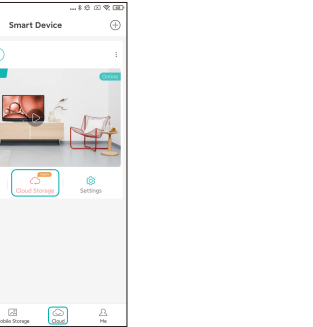 Smart Device
Online
Cloud Storage
Settings
obile Storage
Cloud
Me